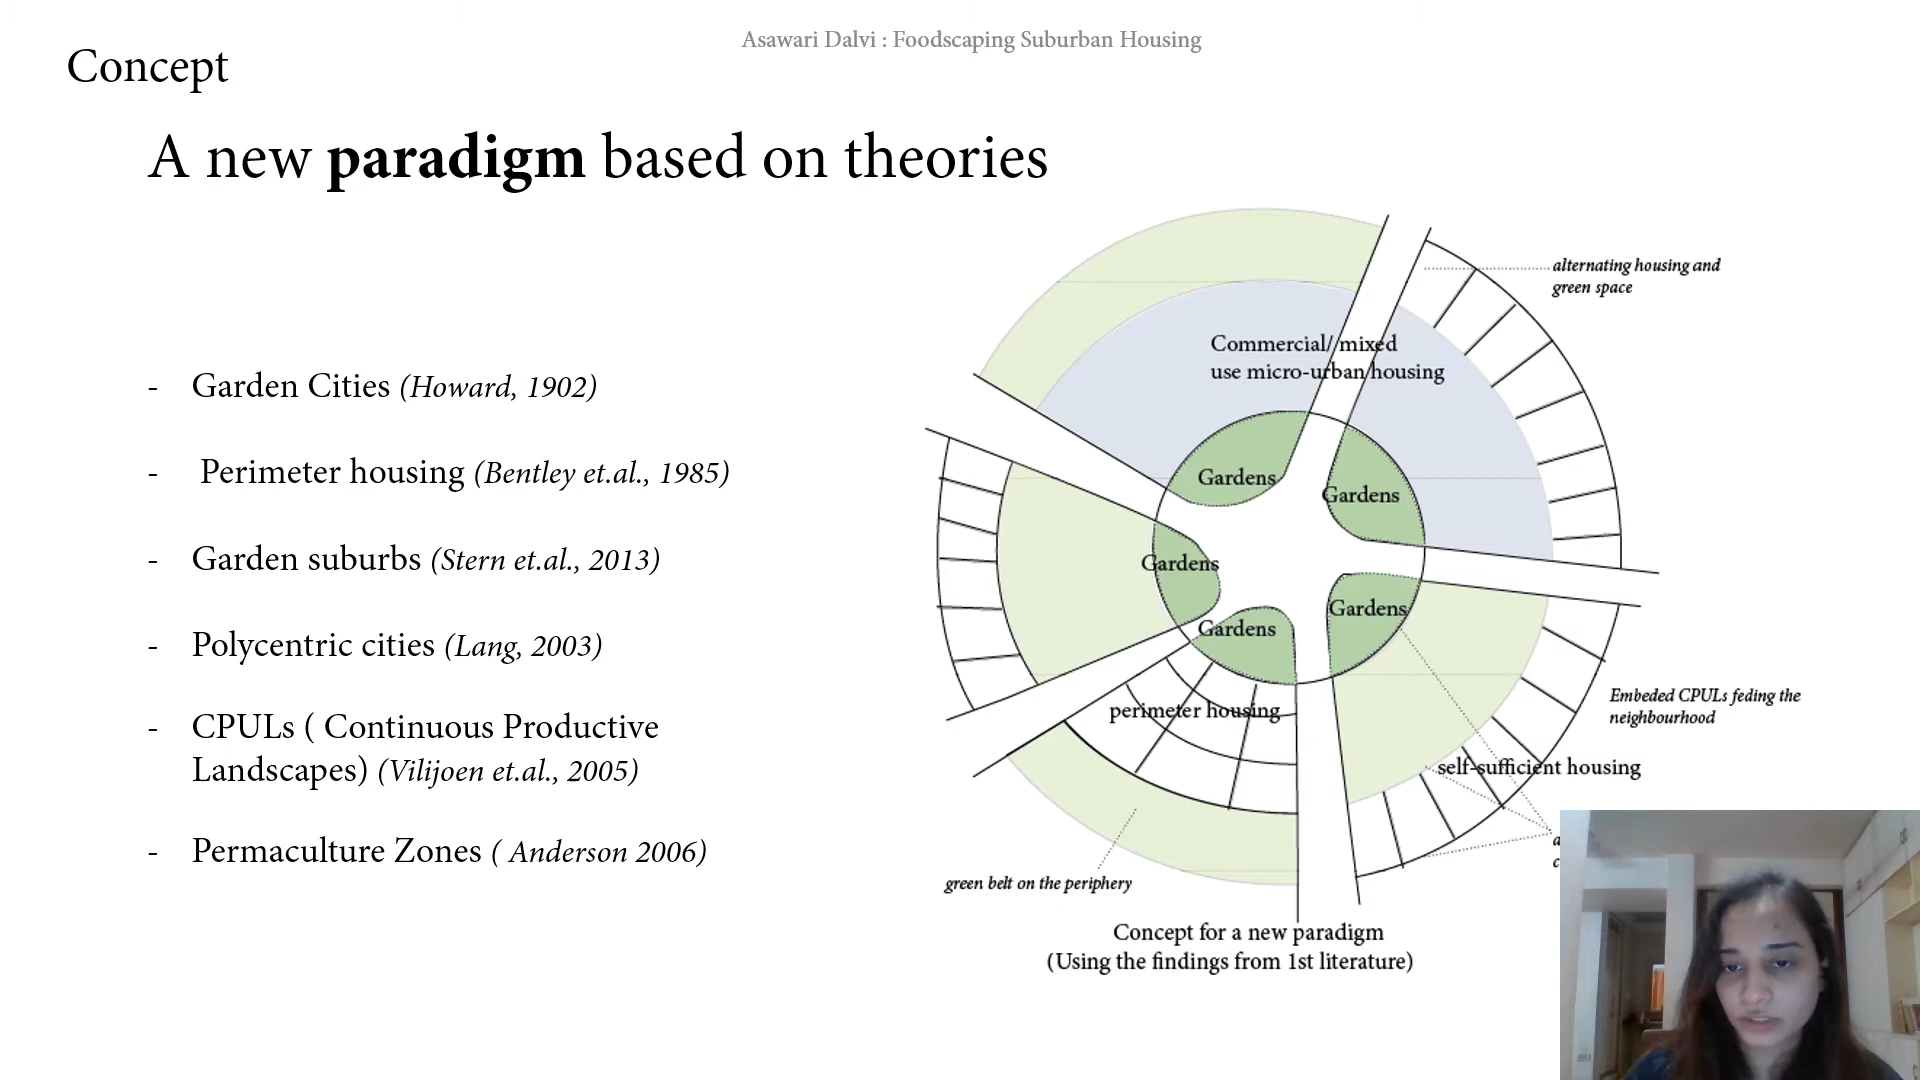 Asawari Dalvi : Foodscaping Suburban Housing
Concept
A new paradigm based on theories
- Garden Cities (Howard, 1902)
- Perimeter housing (Bentley et.al., 1985)
- Garden suburbs (Stern et.al., 2013)
- Polycentric cities (Lang, 2003)
- CPULs ( Continuous Productive
Landscapes) (Vilijoen et.al., 2005)
- Permaculture Zones ( Anderson 2006)
alternating housing and
green space
Commercial/ mixed
use micro-urban housing
Gardens
Gardens
Gardens
Gardens
Gardens
perimeter housing
Embeded CPULs feding the
neighbourhood
self-sufficient housing
green belt on the periphery
Concept for a new paradigm
(Using the findings from 1st literature)